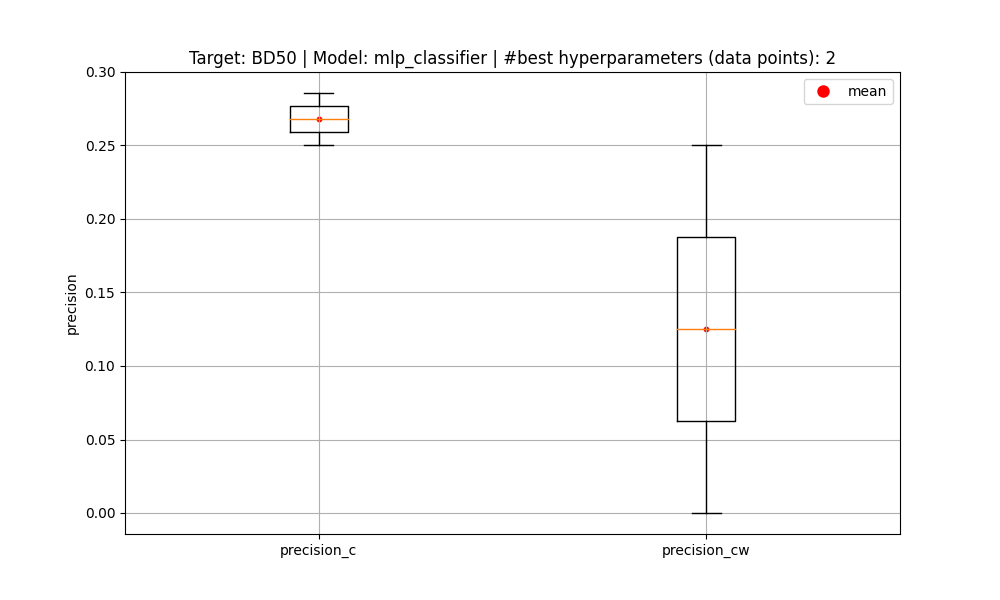 Target: BD50 | Model: mlp_classifier | #best hyperparameters (data points): 2
mean
precision
0.30
0.25
0.20
0.15
0.10
0.05
0.00
precision_c
precision_cw